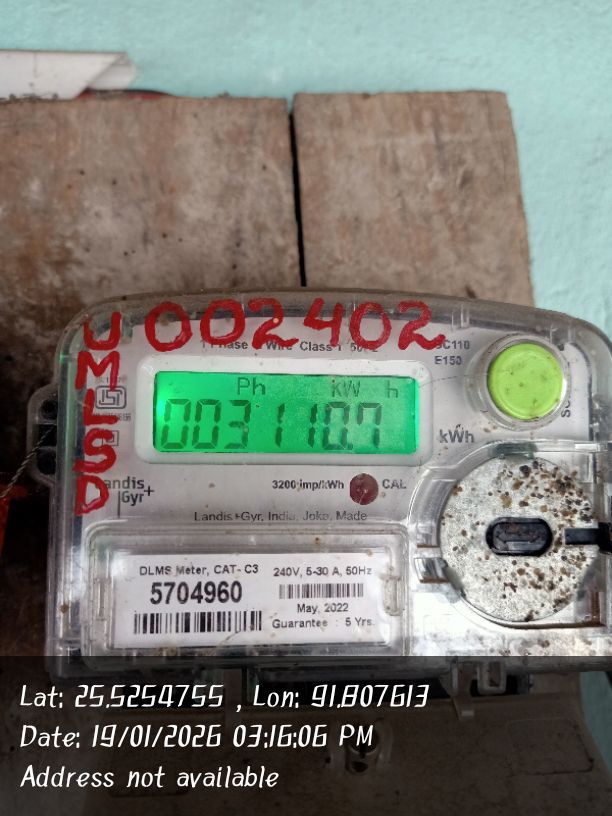 002402
UMLSD
1 Phase 2 Wire Class 1
E150
Ph kW h
003110.7
kWh
Landis
Gyr+
3200 imp/kWh CAL
Landis+Gyr, India, Joka, Made
DLMS Meter, CAT- C3 240V, 5-30 A, 50Hz
5704960
May, 2022
Guarantee : 5 Yrs.
Lat: 25.5254755 , Lon: 91.807613
Date: 19/01/2026 03:16:06 PM
Address not available